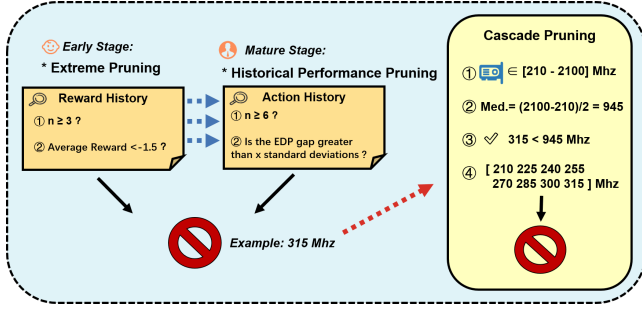 Early Stage:
* Extreme Pruning
Reward History
① n ≥ 3 ?
② Average Reward <-1.5 ?
Mature Stage:
* Historical Performance Pruning
Action History
① n ≥ 6 ?
② Is the EDP gap greater
than x standard deviations ?
Example: 315 Mhz
Cascade Pruning
① ∈ [210 - 2100] Mhz
② Med.= (2100-210)/2 = 945
③ ✓ 315 < 945 Mhz
④ [ 210 225 240 255
270 285 300 315 ] Mhz